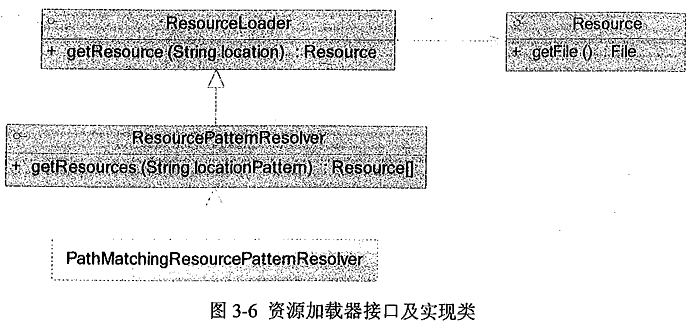 ResourceLoader
+ getResource (String location) : Resource
Resource
+ getFile () : File
ResourcePatternResolver
+ getResources (String locationPattern) : Resource[]
PathMatchingResourcePatternResolver
图 3-6 资源加载器接口及实现类